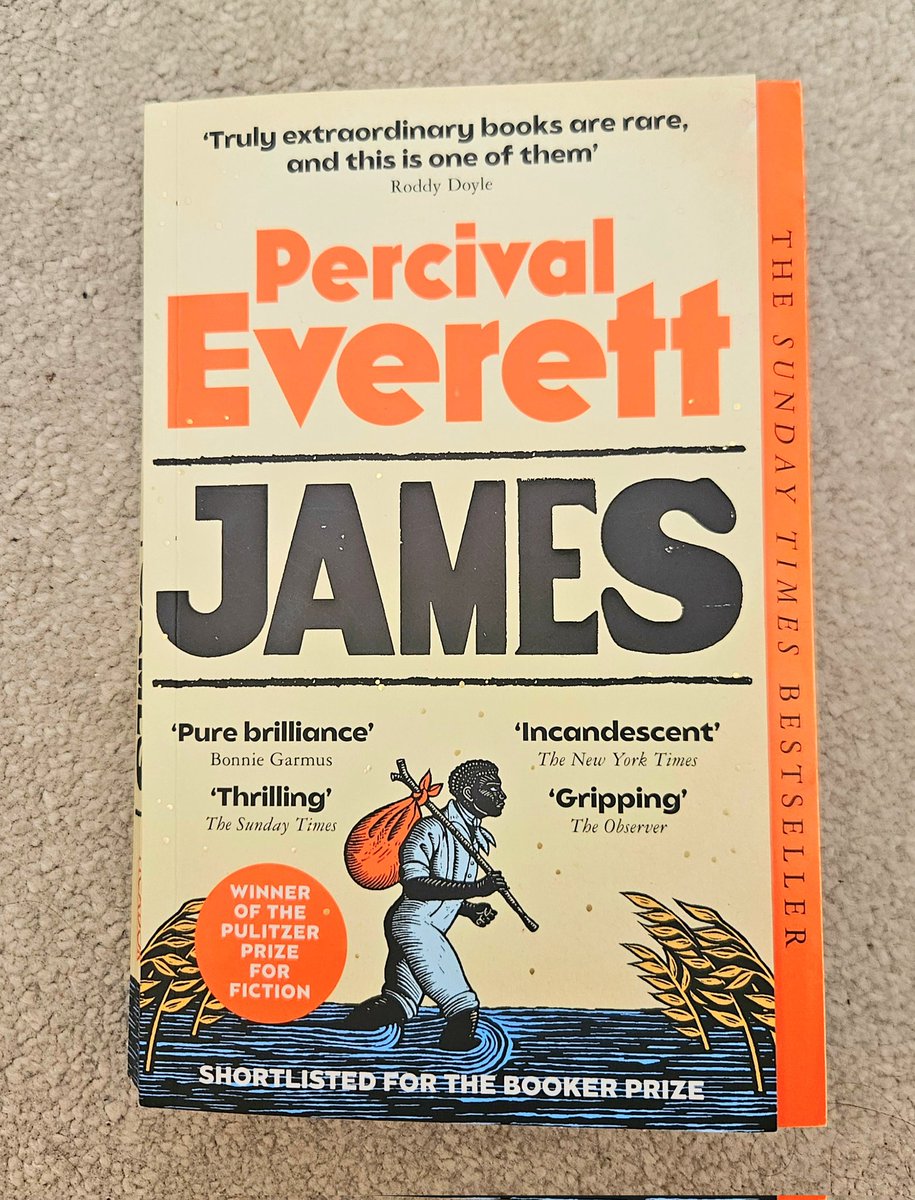 ‘Truly extraordinary books are rare,
and this is one of them’
Roddy Doyle
Percival
Everett
JAMES
‘Pure brilliance’
Bonnie Garmus
‘Incandescent’
The New York Times
‘Thrilling’
The Sunday Times
‘Gripping’
The Observer
WINNER
OF THE
PULITZER
PRIZE
FOR
FICTION
SHORTLISTED FOR THE BOOKER PRIZE
THE SUNDAY TIMES BESTSELLER